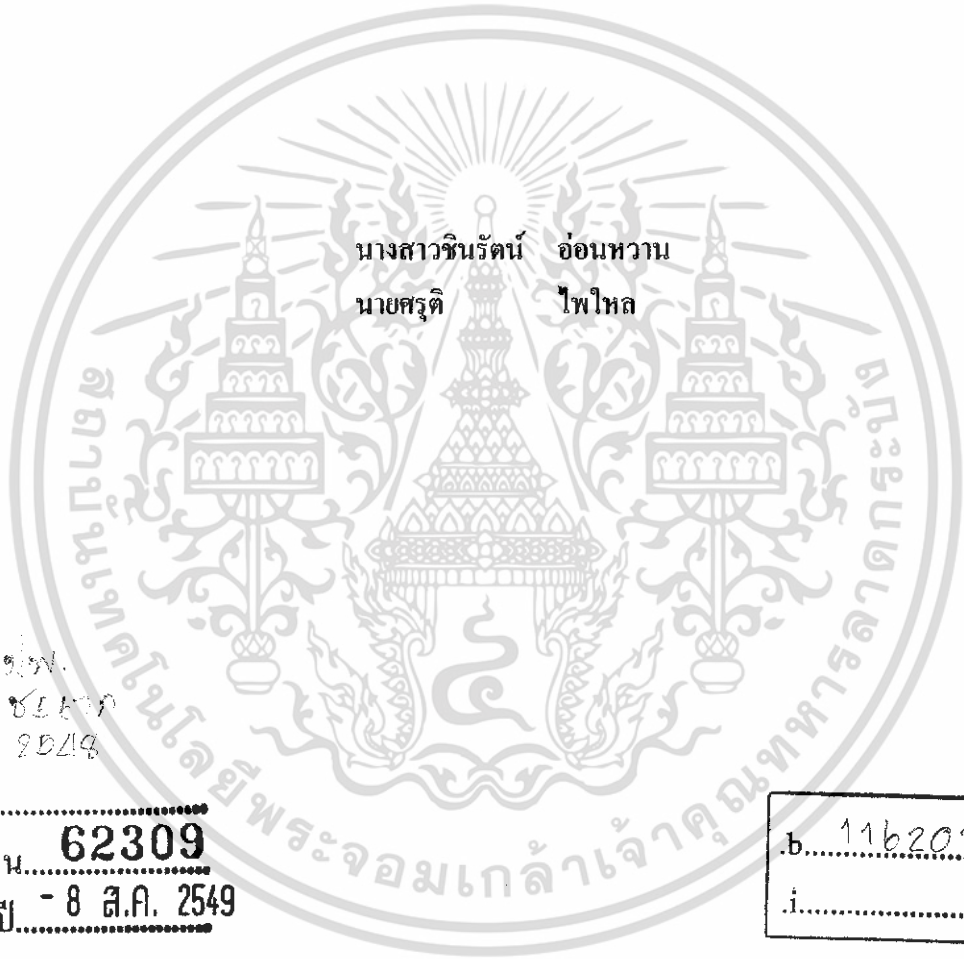 นางสาวชินรัตน์ อ่อนหวาน
นายศรุติ ไพใหล
สถาบันเทคโนโลยีพระจอมเกล้าเจ้าคุณทหารลาดกระบัง
2548
น 62309
ปี - 8 ส.ค. 2549
.b
.i